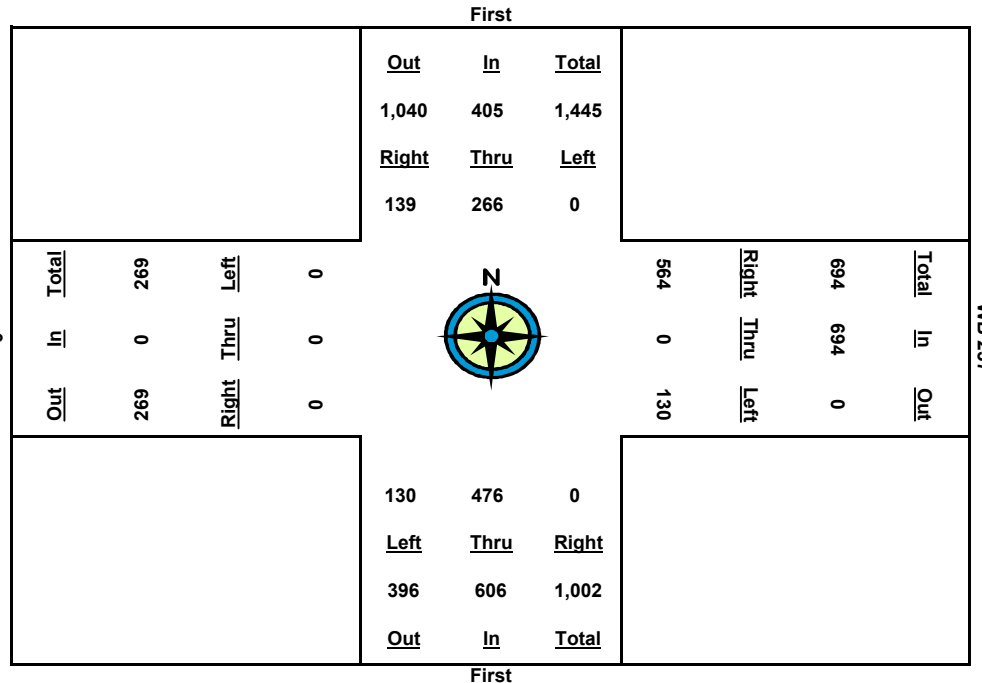 First
Out In Total
1,040 405 1,445
Right Thru Left
139 266 0
Total 269 Left 0
In 0 Thru 0
Out 269 Right 0
N
564 Right 694 Total
0 Thru 694 In
130 Left 0 Out
130 476 0
Left Thru Right
396 606 1,002
Out In Total
First